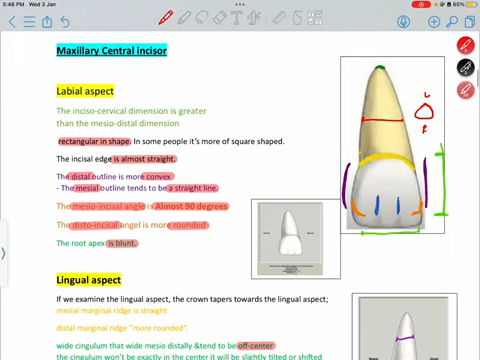 5:46 PM Wed 3 Jan
65%
Maxillary Central incisor
Labial aspect
The inciso-cervical dimension is greater
than the mesio-distal dimension
rectangular in shape. In some people it's more of square shaped.
The incisal edge is almost straight.
The distal outline is more convex
- The mesial outline tends to be a straight line.
The mesio-incisal angle is Almost 90 degrees
The disto-incisal angel is more rounded
The root apex is blunt.
Lingual aspect
If we examine the lingual aspect, the crown tapers towards the lingual aspect;
mesial marginal ridge is straight
distal marginal ridge "more rounded".
wide cingulum that wide mesio distally &tend to be off-center
the cingulum won't be exactly in the center it will be slightly tilted or shifted